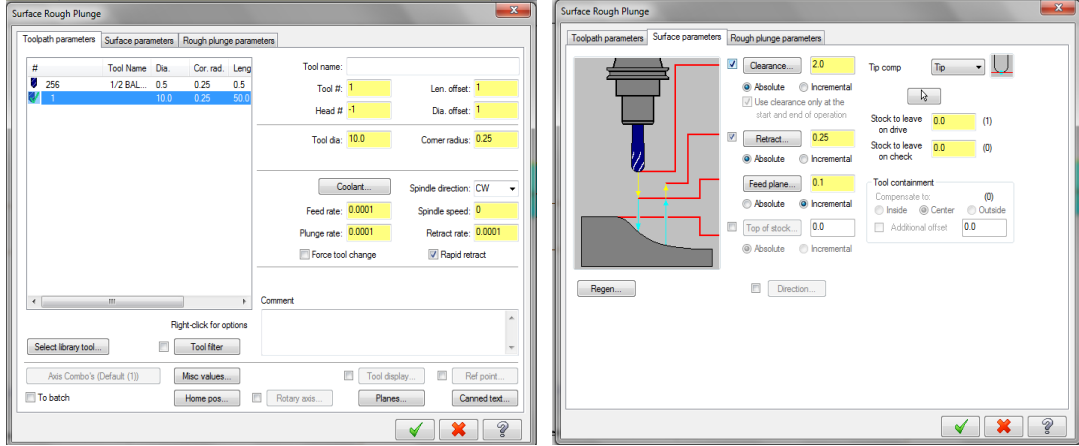 Surface Rough Plunge
Toolpath parameters Surface parameters Rough plunge parameters
# Tool Name Dia. Cor. rad. Leng
256 1/2 BAL... 0.5 0.25 0.5
1 10.0 0.25 50.0
Tool name:
Tool #: 1 Len. offset: 1
Head # -1 Dia. offset: 1
Tool dia: 10.0 Corner radius: 0.25
Coolant... Spindle direction: CW
Feed rate: 0.0001 Spindle speed: 0
Plunge rate: 0.0001 Retract rate: 0.0001
Force tool change Rapid retract
Comment
Right-click for options
Select library tool... Tool filter
Axis Combo's (Default (1)) Misc values... Tool display... Ref point...
To batch Home pos... Rotary axis... Planes... Canned text...
Surface Rough Plunge
Toolpath parameters Surface parameters Rough plunge parameters
Clearance... 2.0 Tip comp Tip
Absolute Incremental
Use clearance only at the
start and end of operation
Stock to leave
on drive 0.0 (1)
Retract... 0.25
Stock to leave
on check 0.0 (0)
Absolute Incremental
Feed plane... 0.1
Absolute Incremental
Tool containment
Compensate to: (0)
Inside Center Outside
Top of stock... 0.0 Additional offset 0.0
Absolute Incremental
Regen... Direction...